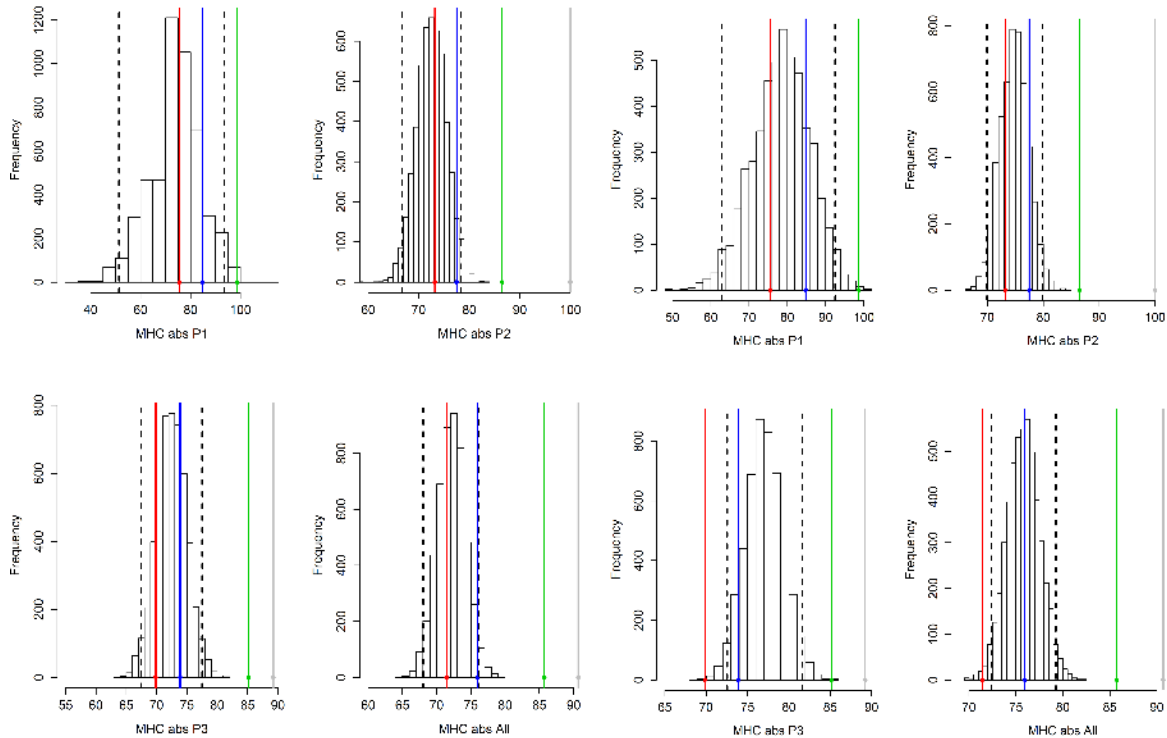 Frequency
0 200 400 600 800 1000 1200
40 60 80 100
MHC abs P1
Frequency
0 100 200 300 400 500 600
60 70 80 90 100
MHC abs P2
Frequency
0 100 200 300 400 500
50 60 70 80 90 100
MHC abs P1
Frequency
0 200 400 600 800
70 80 90 100
MHC abs P2
Frequency
0 200 400 600 800
55 60 65 70 75 80 85 90
MHC abs P3
Frequency
0 200 400 600 800
65 70 75 80 85 90
MHC abs All
Frequency
0 200 400 600 800
65 70 75 80 85 90
MHC abs P3
Frequency
0 100 200 300 400 500
70 75 80 85 90
MHC abs All